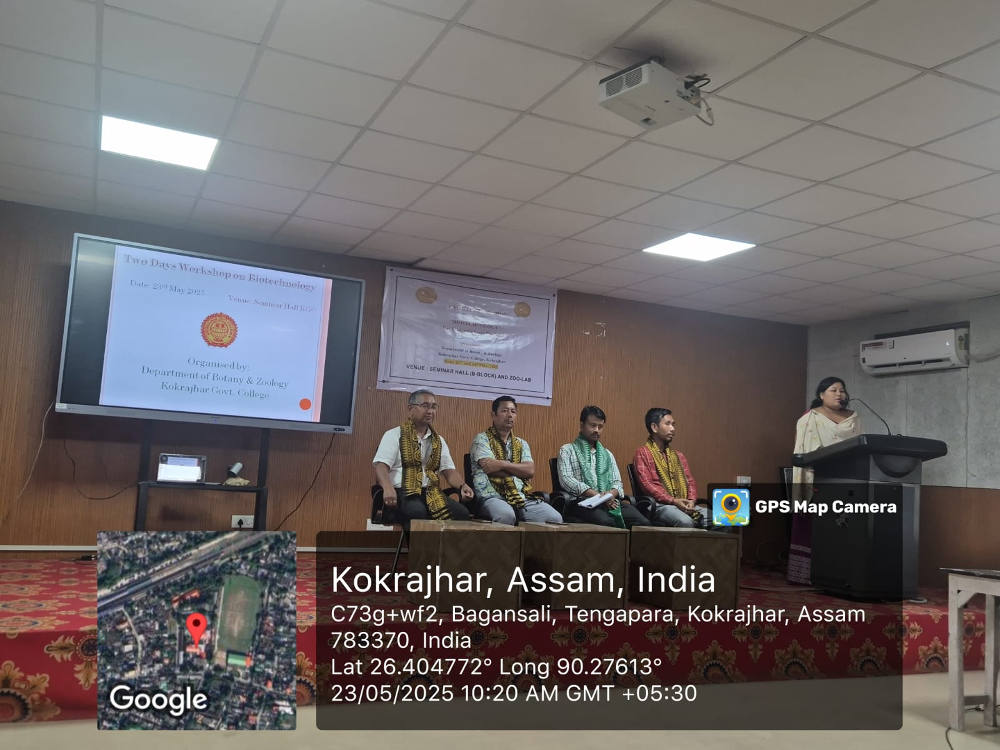 Two Days Workshop on Biotechnology
Date: 23rd May 2025
Venue: Seminar Hall KGC
Organised by:
Department of Botany & Zoology
Kokrajhar Govt. College
"BIOTECHNOLOGY"
Department of Botany & Zoology
Kokrajhar Govt. College, Kokrajhar
Date: 23rd and 24th May, 2025
VENUE : SEMINAR HALL (B-BLOCK) AND ZOO-LAB
GPS Map Camera
Google
Kokrajhar, Assam, India
C73g+wf2, Bagansali, Tengapara, Kokrajhar, Assam
783370, India
Lat 26.404772° Long 90.27613°
23/05/2025 10:20 AM GMT +05:30